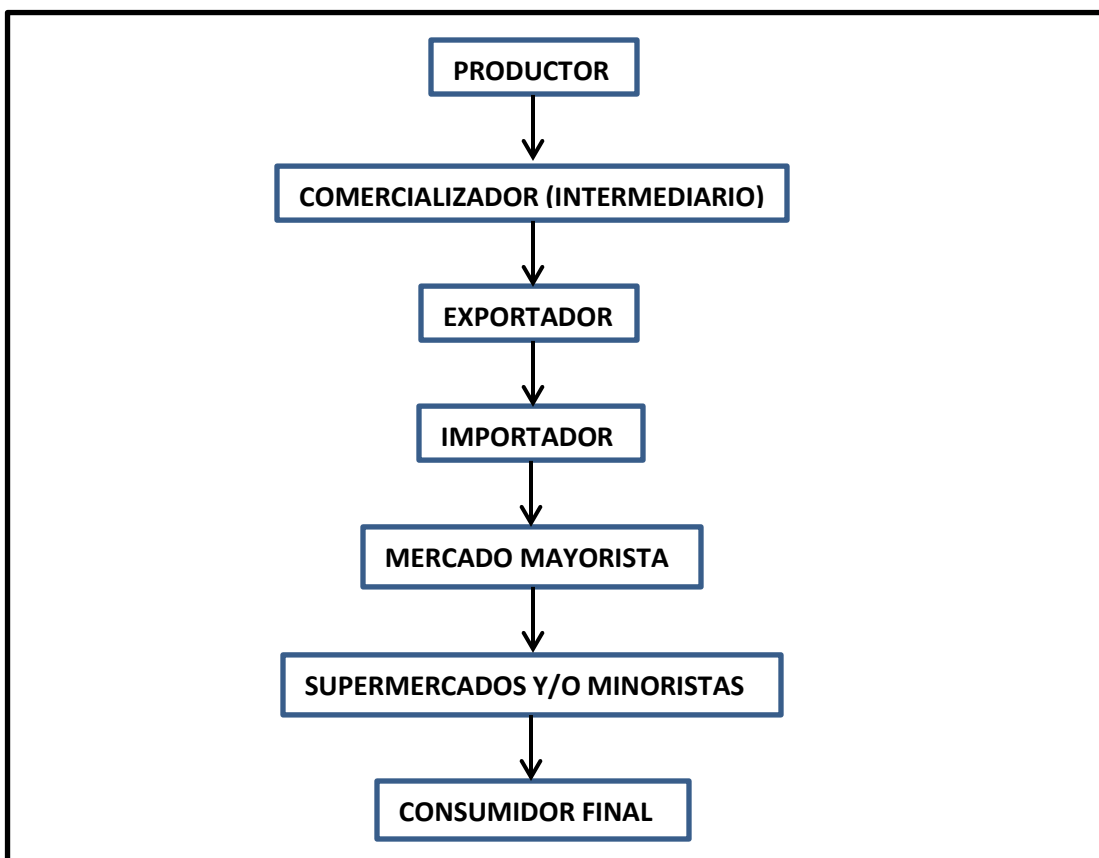 PRODUCTOR
COMERCIALIZADOR (INTERMEDIARIO)
EXPORTADOR
IMPORTADOR
MERCADO MAYORISTA
SUPERMERCADOS Y/O MINORISTAS
CONSUMIDOR FINAL